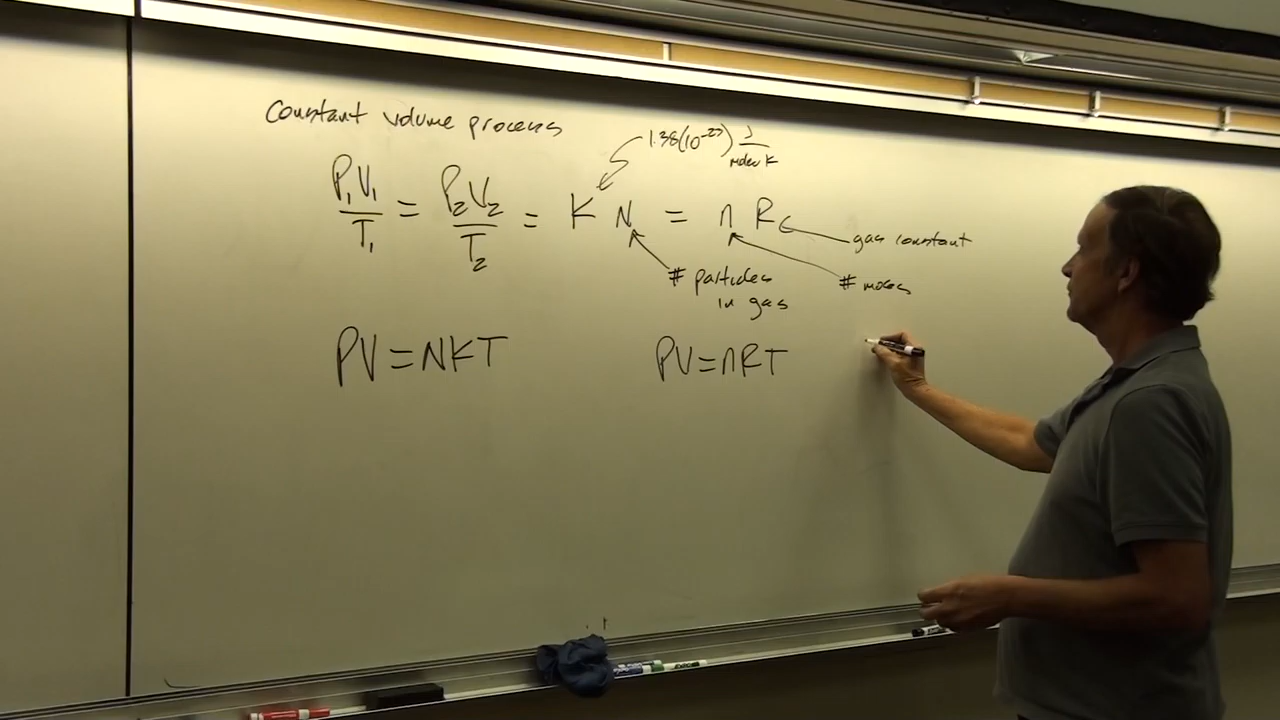 Constant volume process
1.38(10⁻²³) J / molec K
P₁V₁ / T₁ = P₂V₂ / T₂ = K N = n R
gas constant
# particles in gas
# moles
PV = NKT
PV = nRT